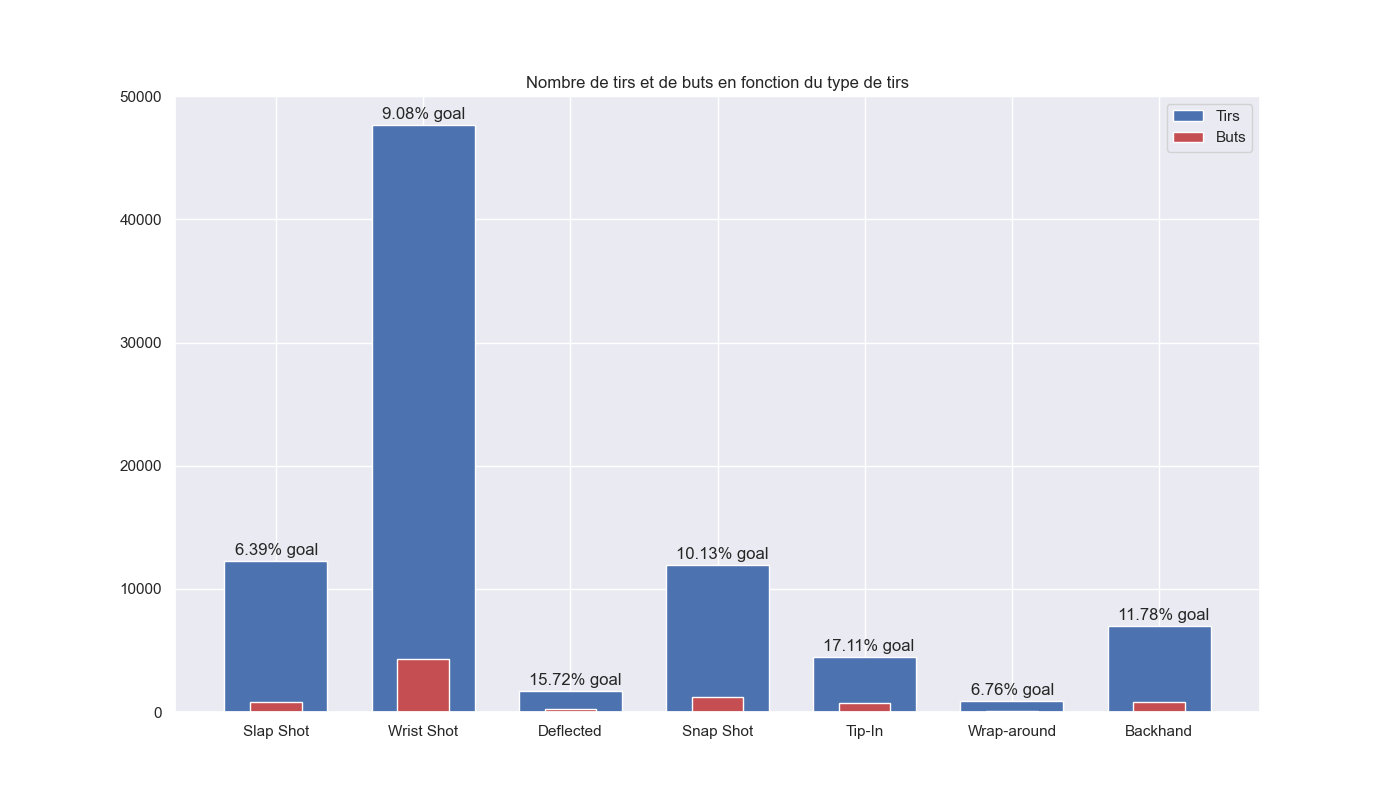 Nombre de tirs et de buts en fonction du type de tirs
50000
40000
30000
20000
10000
0
Tirs
Buts
6.39% goal
9.08% goal
15.72% goal
10.13% goal
17.11% goal
6.76% goal
11.78% goal
Slap Shot
Wrist Shot
Deflected
Snap Shot
Tip-In
Wrap-around
Backhand